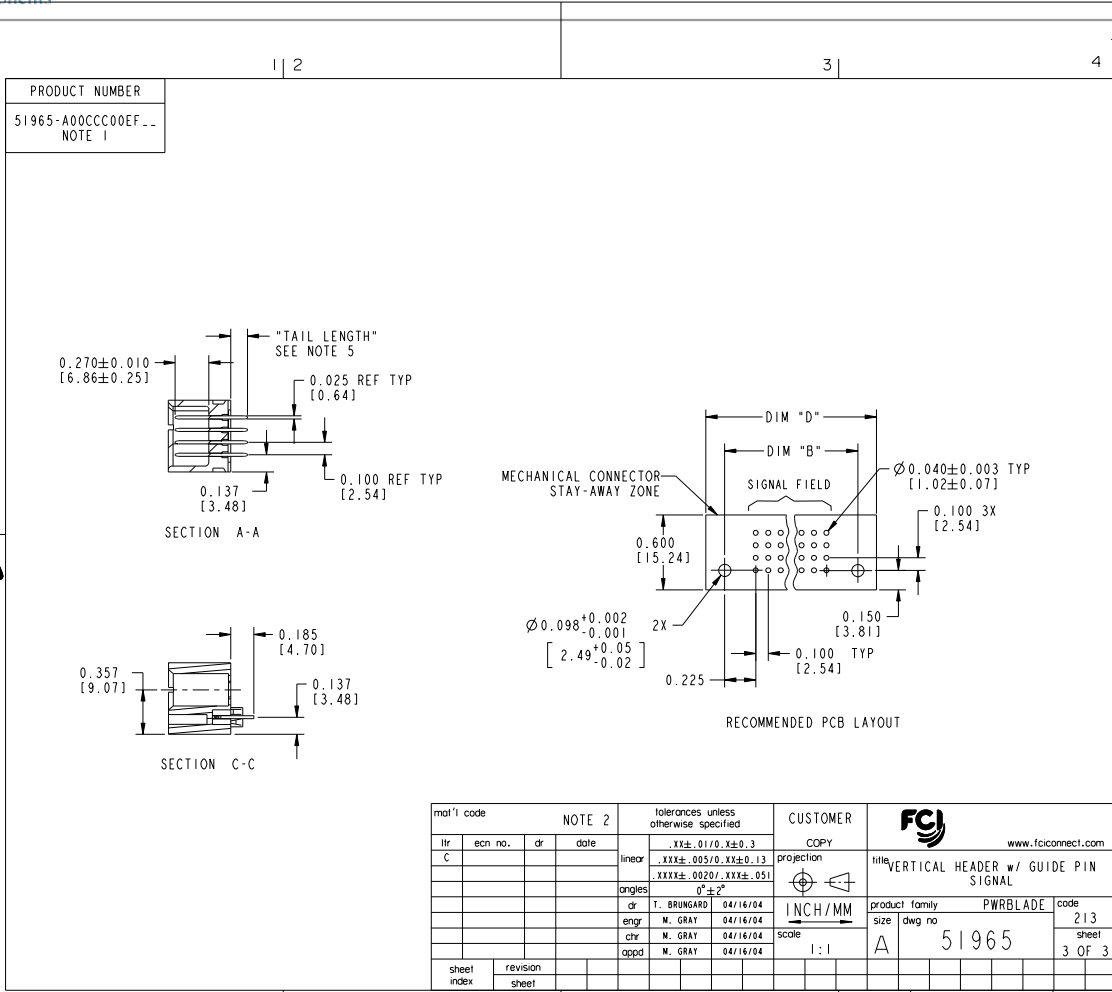 1 2
3
4
PRODUCT NUMBER
51965-A00CCC00EF__
NOTE 1
"TAIL LENGTH"
SEE NOTE 5
0.270±0.010
[6.86±0.25]
0.025 REF TYP
[0.64]
0.100 REF TYP
[2.54]
0.137
[3.48]
SECTION A-A
0.185
[4.70]
0.357
[9.07]
0.137
[3.48]
SECTION C-C
DIM "D"
DIM "B"
MECHANICAL CONNECTOR
STAY-AWAY ZONE
SIGNAL FIELD
Ø0.040±0.003 TYP
[1.02±0.07]
0.100 3X
[2.54]
0.600
[15.24]
Ø0.098 +0.002 -0.001 2X
[2.49 +0.05 -0.02]
0.150
[3.81]
0.100 TYP
[2.54]
0.225
RECOMMENDED PCB LAYOUT
mat'l code NOTE 2
ltr ecn no. dr date
C
tolerances unless
otherwise specified
linear
.XX±.01/0.X±0.3
.XXX±.005/0.XX±0.13
.XXXX±.0020/.XXX±.051
angles 0°±2°
dr T. BRUNGARD 04/16/04
engr M. GRAY 04/16/04
chr M. GRAY 04/16/04
appd M. GRAY 04/16/04
CUSTOMER
COPY
projection
INCH/MM
scale
1:1
FCI
www.fciconnect.com
title VERTICAL HEADER w/ GUIDE PIN
SIGNAL
product family PWRBLADE
code
213
size dwg no
A 51965
sheet
3 OF 3
sheet
index
revision
sheet